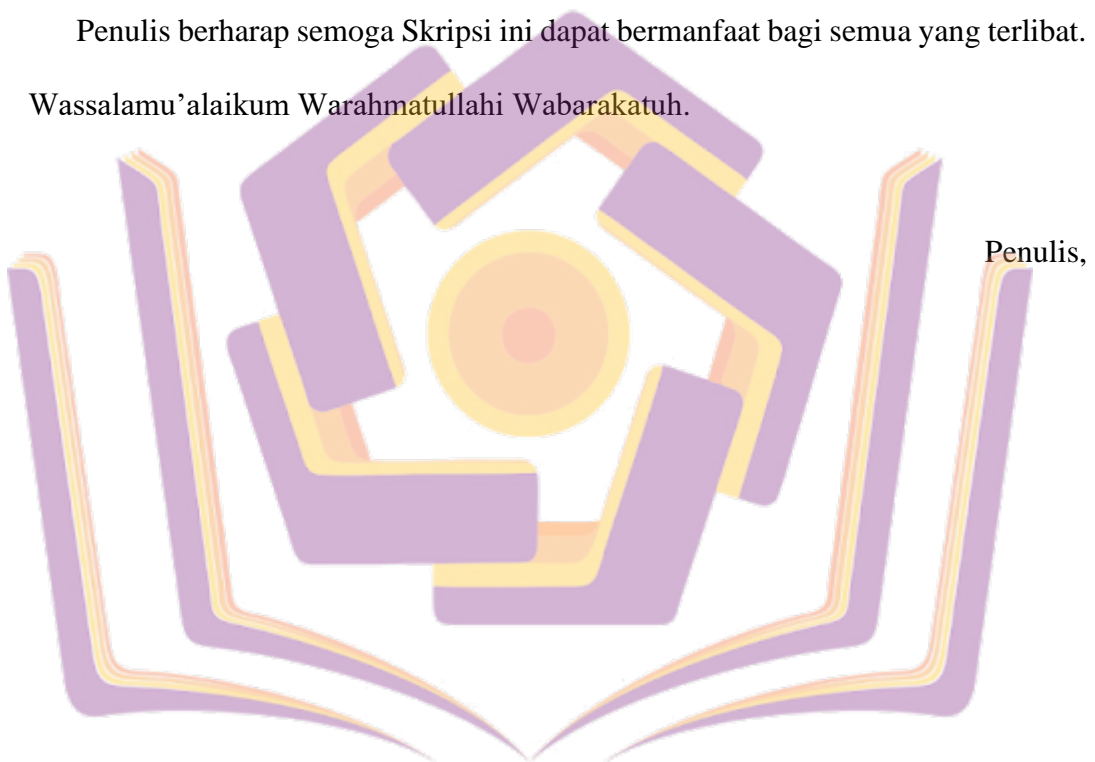 Penulis berharap semoga Skripsi ini dapat bermanfaat bagi semua yang terlibat.
Wassalamu’alaikum Warahmatullahi Wabarakatuh.
Penulis,